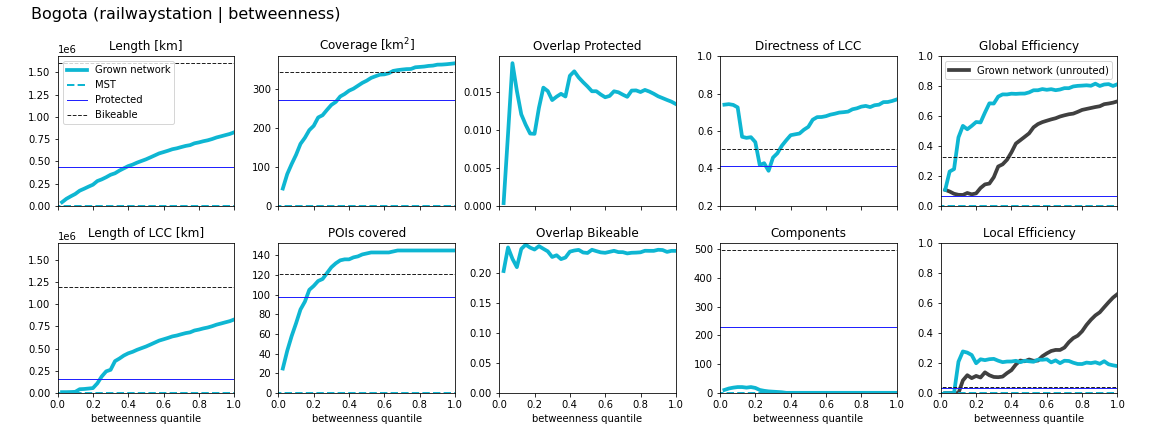 Bogota (railwaystation | betweenness)
Length [km]
1e6
1.50
1.25
1.00
0.75
0.50
0.25
0.00
Grown network
MST
Protected
Bikeable
Coverage [km²]
300
200
100
0
Overlap Protected
0.015
0.010
0.005
0.000
Directness of LCC
1.0
0.8
0.6
0.4
0.2
Global Efficiency
1.0
0.8
0.6
0.4
0.2
0.0
Grown network (unrouted)
Length of LCC [km]
1e6
1.50
1.25
1.00
0.75
0.50
0.25
0.00
0.0 0.2 0.4 0.6 0.8 1.0
betweenness quantile
POIs covered
140
120
100
80
60
40
20
0
0.0 0.2 0.4 0.6 0.8 1.0
betweenness quantile
Overlap Bikeable
0.20
0.15
0.10
0.05
0.00
0.0 0.2 0.4 0.6 0.8 1.0
betweenness quantile
Components
500
400
300
200
100
0
0.0 0.2 0.4 0.6 0.8 1.0
betweenness quantile
Local Efficiency
1.0
0.8
0.6
0.4
0.2
0.0
0.0 0.2 0.4 0.6 0.8 1.0
betweenness quantile